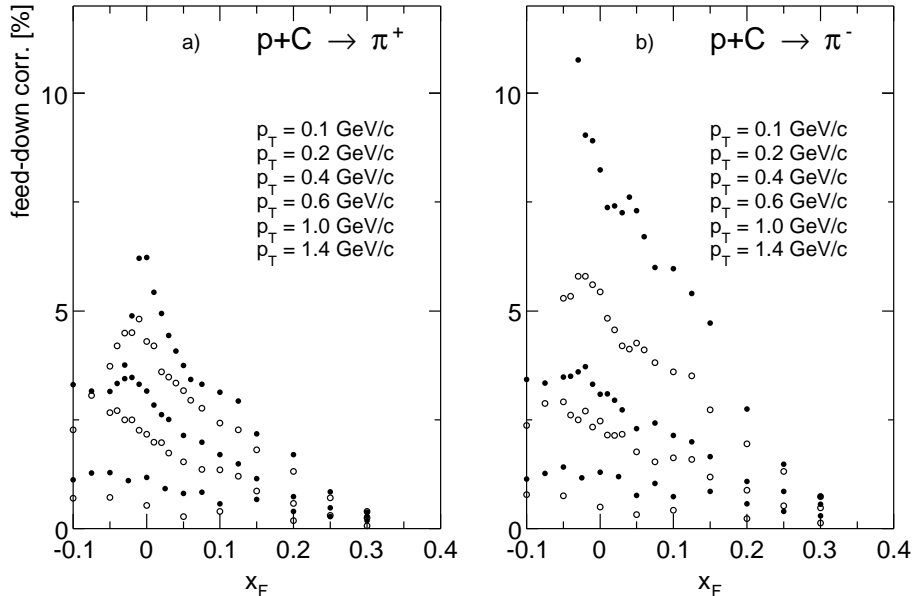 feed-down corr. [%]
a) p+C → π⁺
10
5
0
p_T = 0.1 GeV/c
p_T = 0.2 GeV/c
p_T = 0.4 GeV/c
p_T = 0.6 GeV/c
p_T = 1.0 GeV/c
p_T = 1.4 GeV/c
-0.1 0 0.1 0.2 0.3 0.4
x_F
b) p+C → π⁻
10
5
0
p_T = 0.1 GeV/c
p_T = 0.2 GeV/c
p_T = 0.4 GeV/c
p_T = 0.6 GeV/c
p_T = 1.0 GeV/c
p_T = 1.4 GeV/c
-0.1 0 0.1 0.2 0.3 0.4
x_F